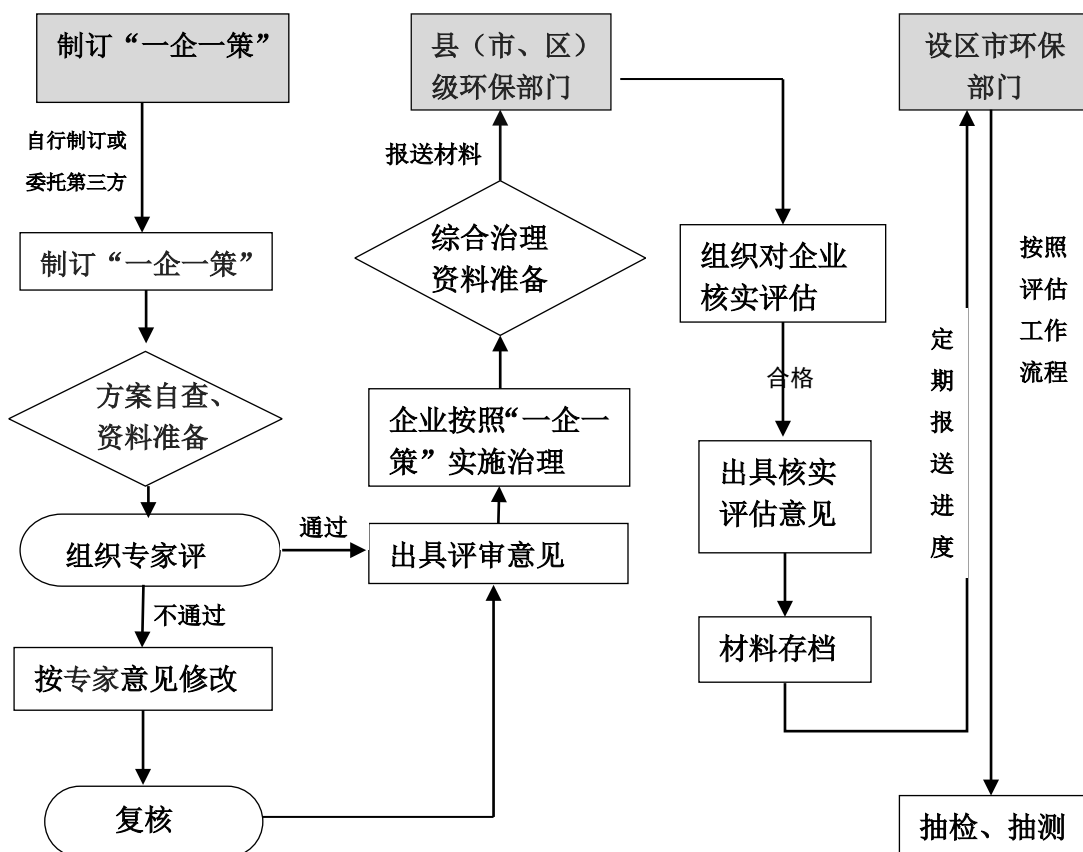 制订“一企一策”
自行制订或
委托第三方
制订“一企一策”
方案自查、
资料准备
组织专家评
通过
不通过
按专家意见修改
复核
县（市、区）
级环保部门
报送材料
综合治理
资料准备
企业按照“一企一
策”实施治理
出具评审意见
组织对企业
核实评估
合格
出具核实
评估意见
材料存档
设区市环保
部门
定期报送进度
按照
评估
工作
流程
抽检、抽测